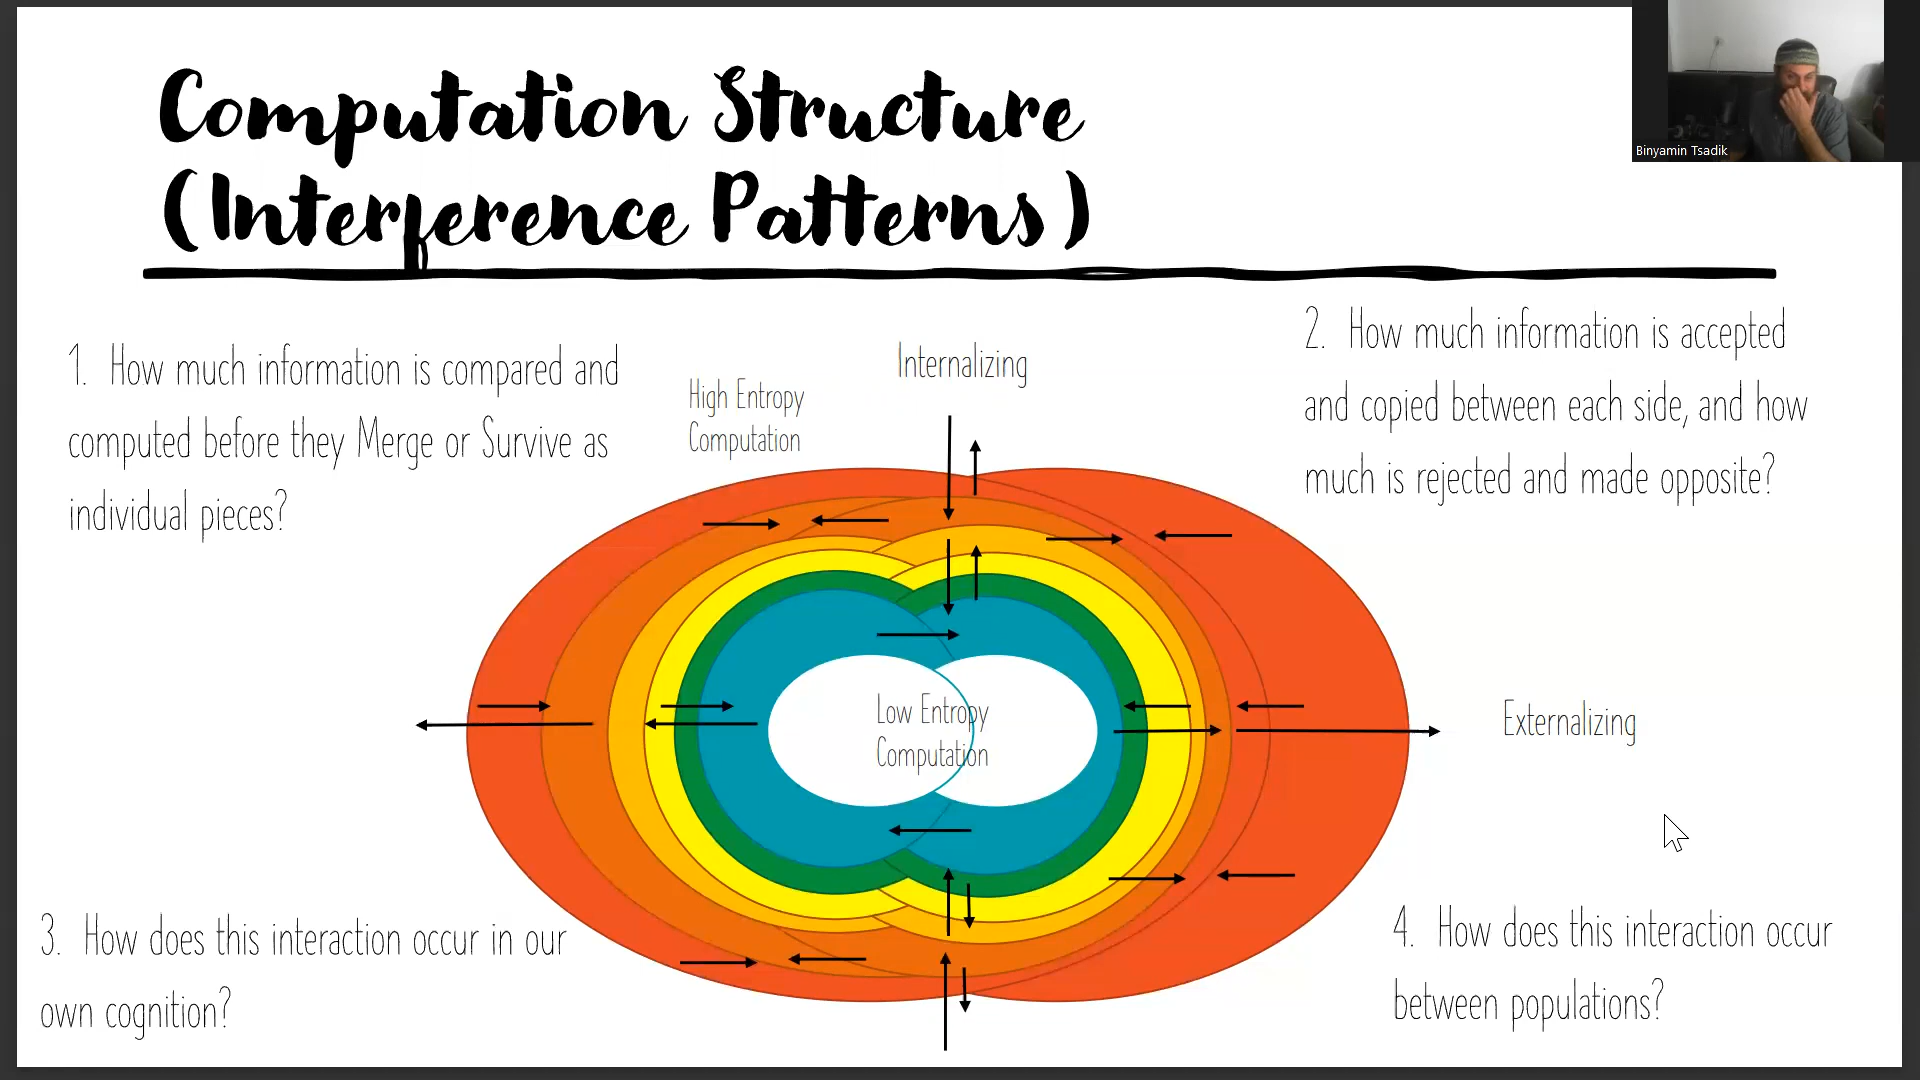 Computation Structure
(Interference Patterns)
Binyamin Tsadik
1. How much information is compared and
computed before they Merge or Survive as
individual pieces?
2. How much information is accepted
and copied between each side, and how
much is rejected and made opposite?
Internalizing
High Entropy
Computation
Low Entropy
Computation
Externalizing
3. How does this interaction occur in our
own cognition?
4. How does this interaction occur
between populations?